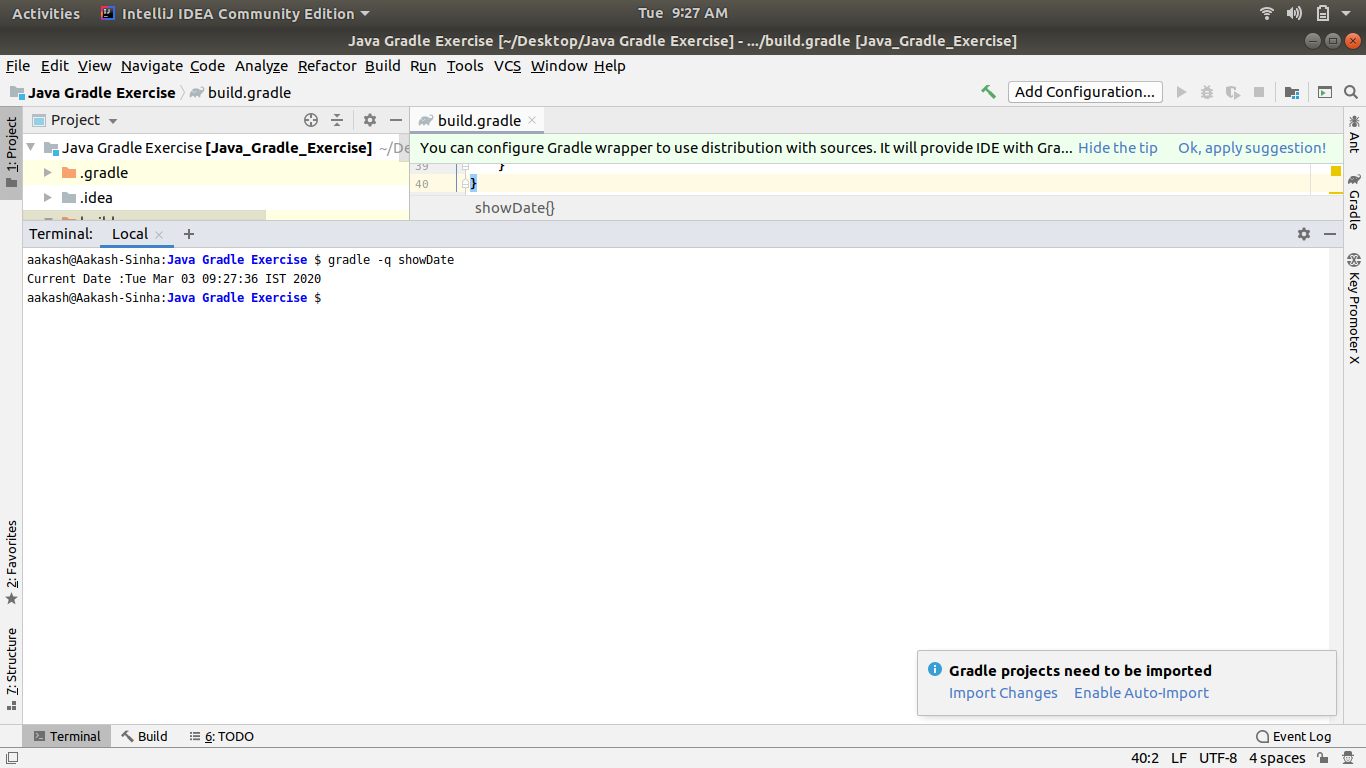 Activities IntelliJ IDEA Community Edition Tue 9:27 AM
Java Gradle Exercise [~/Desktop/Java Gradle Exercise] - .../build.gradle [Java_Gradle_Exercise]
File Edit View Navigate Code Analyze Refactor Build Run Tools VCS Window Help
Java Gradle Exercise build.gradle Add Configuration...
1: Project
Project
build.gradle
Java Gradle Exercise [Java_Gradle_Exercise] ~/De
You can configure Gradle wrapper to use distribution with sources. It will provide IDE with Gra... Hide the tip Ok, apply suggestion!
.gradle
.idea
39 }
40 }
showDate{}
Ant
Gradle
Key Promoter X
Terminal: Local +
aakash@Aakash-Sinha:Java Gradle Exercise $ gradle -q showDate
Current Date :Tue Mar 03 09:27:36 IST 2020
aakash@Aakash-Sinha:Java Gradle Exercise $
2: Favorites
7: Structure
Gradle projects need to be imported
Import Changes Enable Auto-Import
Terminal Build 6: TODO Event Log
40:2 LF UTF-8 4 spaces